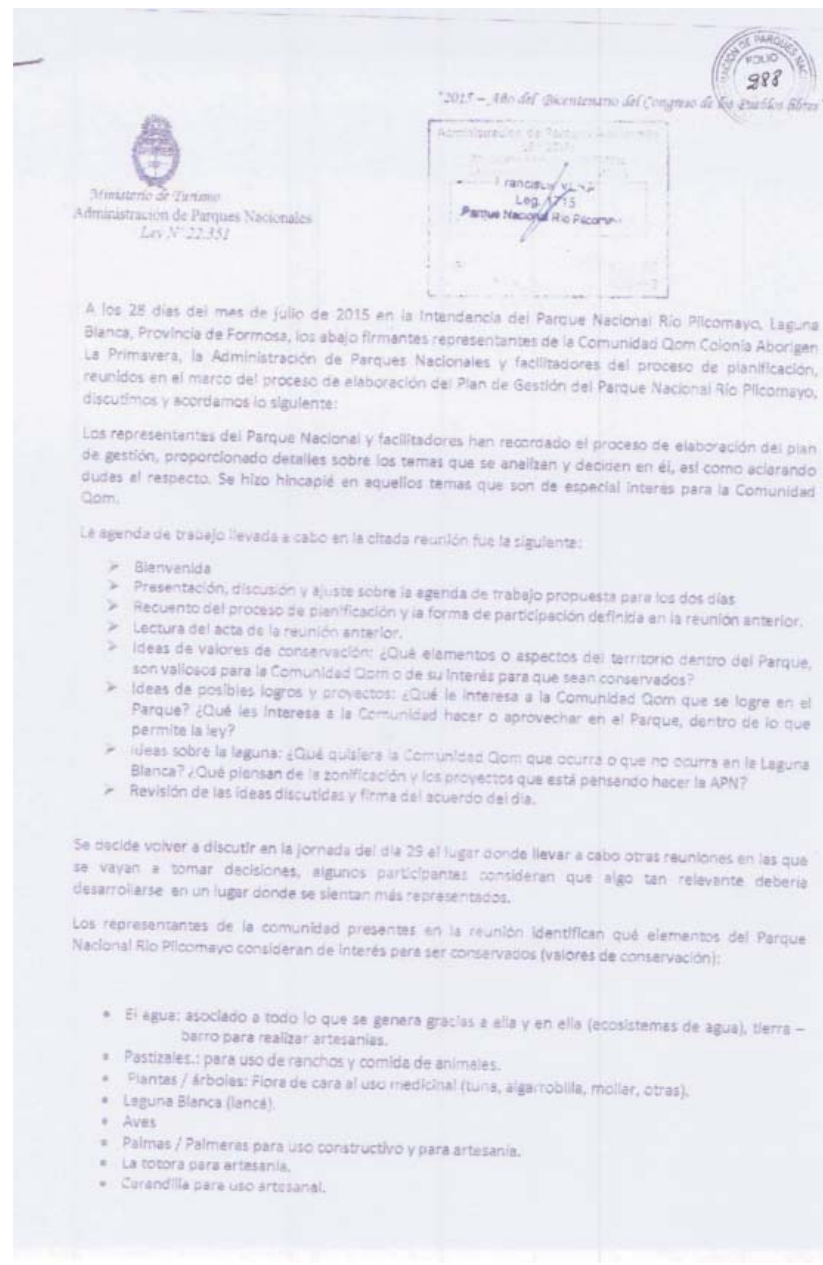 FOLIO
288
"2015 – Año del Bicentenario del Congreso de los Pueblos Libres"
Administración de Parques Nacionales
Leg. 1715
Parque Nacional Río Pilcomayo
Ministerio de Turismo
Administración de Parques Nacionales
Ley Nº 22.351
A los 28 días del mes de julio de 2015 en la Intendencia del Parque Nacional Río Pilcomayo, Laguna
Blanca, Provincia de Formosa, los abajo firmantes representantes de la Comunidad Qom Colonia Aborigen
La Primavera, la Administración de Parques Nacionales y facilitadores del proceso de planificación,
reunidos en el marco del proceso de elaboración del Plan de Gestión del Parque Nacional Río Pilcomayo,
discutimos y acordamos lo siguiente:
Los representantes del Parque Nacional y facilitadores han recordado el proceso de elaboración del plan
de gestión, proporcionado detalles sobre los temas que se analizan y deciden en él, así como aclarando
dudas al respecto. Se hizo hincapié en aquellos temas que son de especial interés para la Comunidad
Qom.
La agenda de trabajo llevada a cabo en la citada reunión fue la siguiente:
➢ Bienvenida
➢ Presentación, discusión y ajuste sobre la agenda de trabajo propuesta para los dos días
➢ Recuento del proceso de planificación y la forma de participación definida en la reunión anterior.
➢ Lectura del acta de la reunión anterior.
➢ Ideas de valores de conservación: ¿Qué elementos o aspectos del territorio dentro del Parque,
son valiosos para la Comunidad Qom o de su interés para que sean conservados?
➢ Ideas de posibles logros y proyectos: ¿Qué le interesa a la Comunidad Qom que se logre en el
Parque? ¿Qué les interesa a la Comunidad hacer o aprovechar en el Parque, dentro de lo que
permite la ley?
➢ Ideas sobre la laguna: ¿Qué quisiera la Comunidad Qom que ocurra o que no ocurra en la Laguna
Blanca? ¿Qué piensan de la zonificación y los proyectos que está pensando hacer la APN?
➢ Revisión de las ideas discutidas y firma del acuerdo del día.
Se decide volver a discutir en la jornada del día 29 el lugar donde llevar a cabo otras reuniones en las que
se vayan a tomar decisiones, algunos participantes consideran que algo tan relevante debería
desarrollarse en un lugar donde se sientan más representados.
Los representantes de la comunidad presentes en la reunión identifican qué elementos del Parque
Nacional Río Pilcomayo consideran de interés para ser conservados (valores de conservación):
• El agua: asociado a todo lo que se genera gracias a ella y en ella (ecosistemas de agua), tierra –
barro para realizar artesanías.
• Pastizales.: para uso de ranchos y comida de animales.
• Plantas / árboles: Flora de cara al uso medicinal (tuna, algarrobilla, mollar, otras).
• Laguna Blanca (lancá).
• Aves
• Palmas / Palmeras para uso constructivo y para artesanía.
• La totora para artesanía.
• Carandilla para uso artesanal.